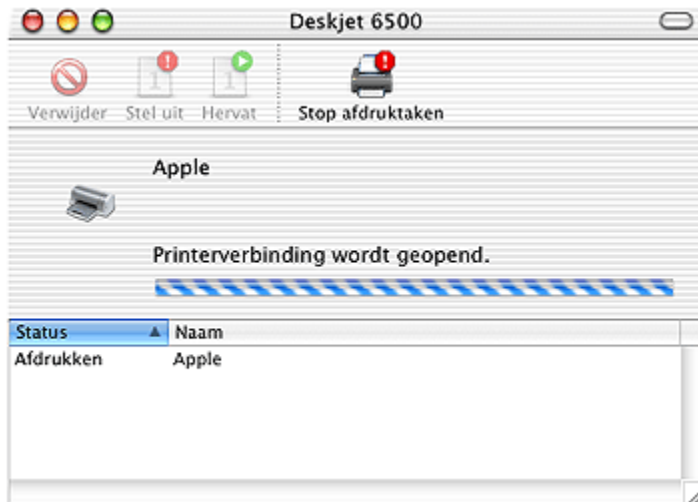 Deskjet 6500
Verwijder Stel uit Hervat Stop afdruktaken
Apple
Printerverbinding wordt geopend.
Status Naam
Afdrukken Apple